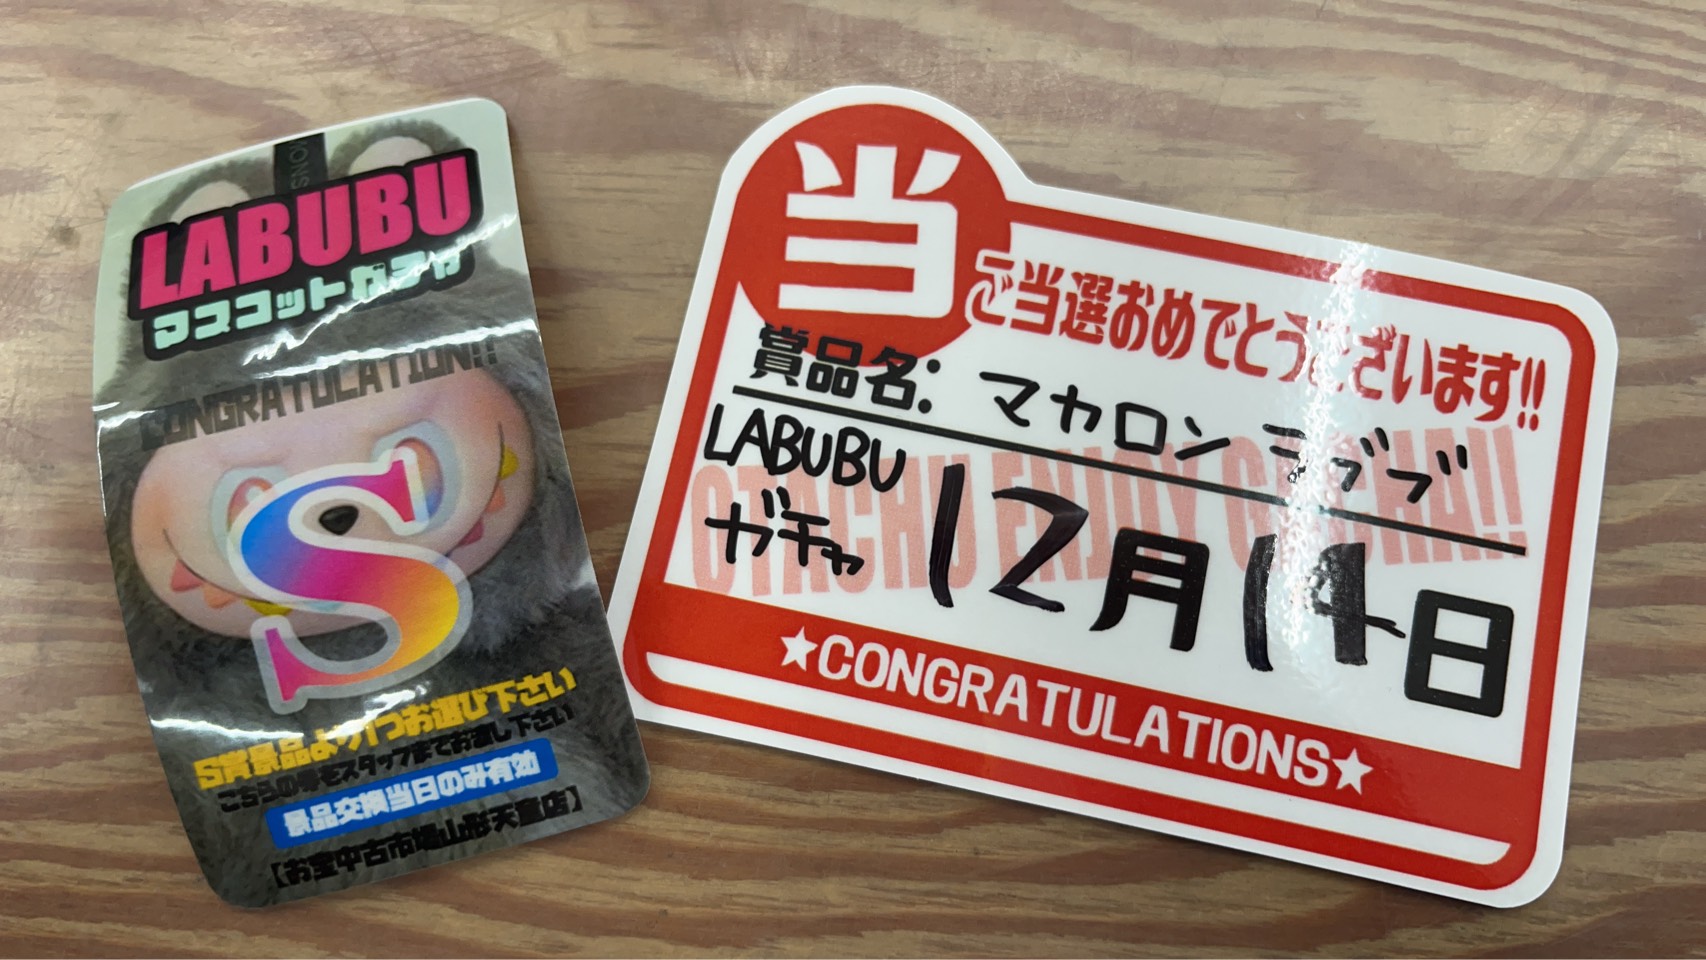 MONS
LABUBU
マスコットガチャ
CONGRATULATION!!
S
S賞景品より1つお選び下さい
こちらの券をスタッフまでお渡し下さい
景品交換当日のみ有効
【お宝中古市場山形天童店】
当
ご当選おめでとうございます!!
賞品名: マカロン ラブブ
LABUBU
ガチャ
12月14日
OTACHU ENJOY GACHA!!
★CONGRATULATIONS★